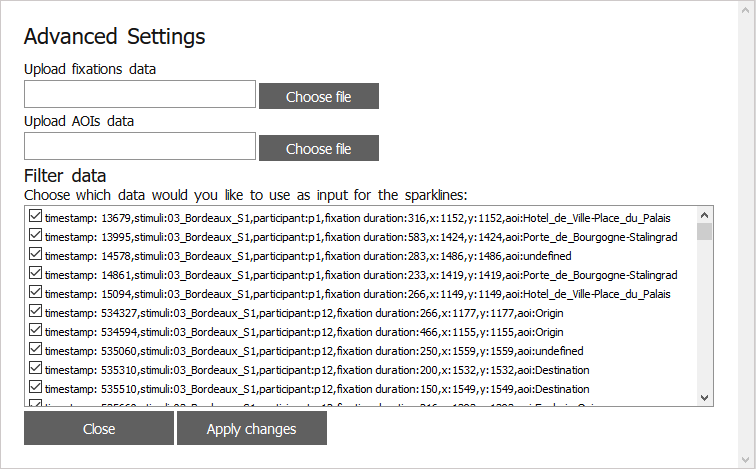 Advanced Settings
Upload fixations data
Choose file
Upload AOIs data
Choose file
Filter data
Choose which data would you like to use as input for the sparklines:
timestamp: 13679,stimuli:03_Bordeaux_S1,participant:p1,fixation duration:316,x:1152,y:1152,aoi:Hotel_de_Ville-Place_du_Palais
timestamp: 13995,stimuli:03_Bordeaux_S1,participant:p1,fixation duration:583,x:1424,y:1424,aoi:Porte_de_Bourgogne-Stalingrad
timestamp: 14578,stimuli:03_Bordeaux_S1,participant:p1,fixation duration:283,x:1486,y:1486,aoi:undefined
timestamp: 14861,stimuli:03_Bordeaux_S1,participant:p1,fixation duration:233,x:1419,y:1419,aoi:Porte_de_Bourgogne-Stalingrad
timestamp: 15094,stimuli:03_Bordeaux_S1,participant:p1,fixation duration:266,x:1149,y:1149,aoi:Hotel_de_Ville-Place_du_Palais
timestamp: 534327,stimuli:03_Bordeaux_S1,participant:p12,fixation duration:266,x:1177,y:1177,aoi:Origin
timestamp: 534594,stimuli:03_Bordeaux_S1,participant:p12,fixation duration:466,x:1155,y:1155,aoi:Origin
timestamp: 535060,stimuli:03_Bordeaux_S1,participant:p12,fixation duration:250,x:1559,y:1559,aoi:undefined
timestamp: 535310,stimuli:03_Bordeaux_S1,participant:p12,fixation duration:200,x:1532,y:1532,aoi:Destination
timestamp: 535510,stimuli:03_Bordeaux_S1,participant:p12,fixation duration:150,x:1549,y:1549,aoi:Destination
Close
Apply changes